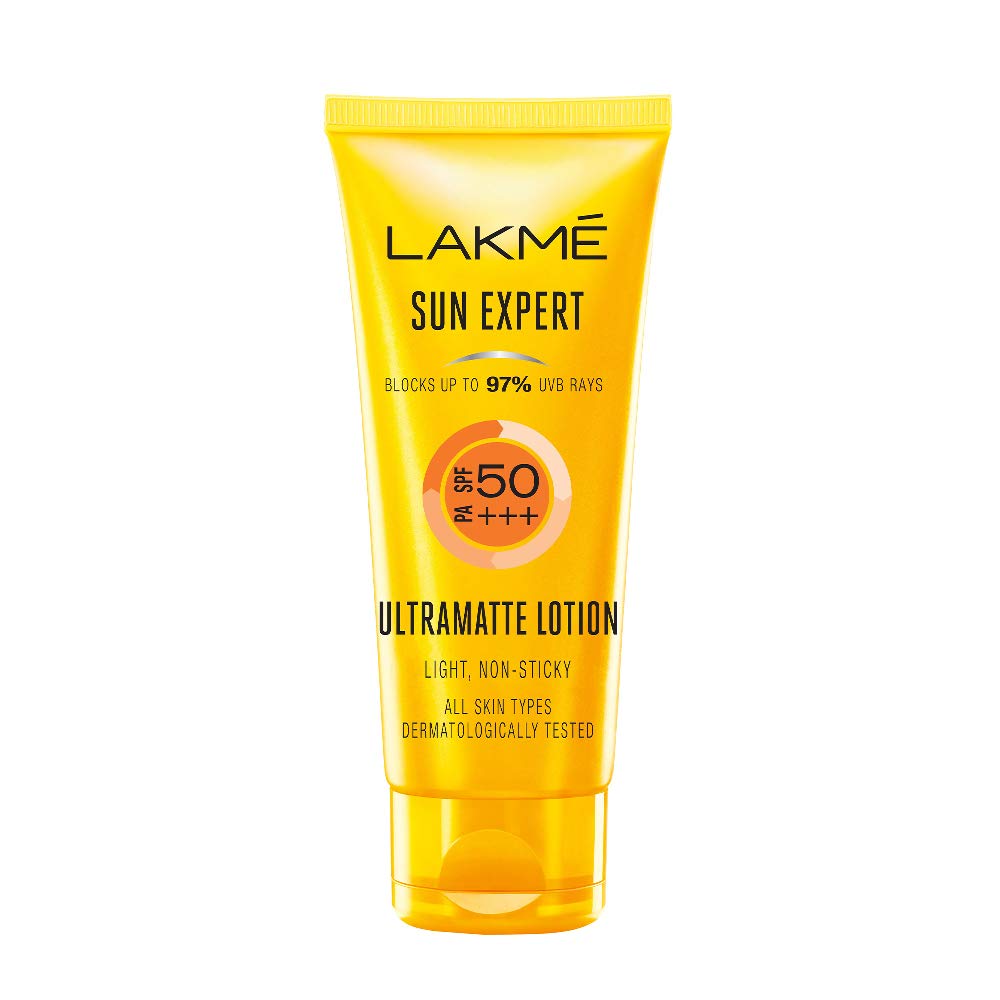 LAKMÉ
SUN EXPERT
BLOCKS UP TO 97% UVB RAYS
SPF 50
PA +++
ULTRAMATTE LOTION
LIGHT, NON-STICKY
ALL SKIN TYPES
DERMATOLOGICALLY TESTED